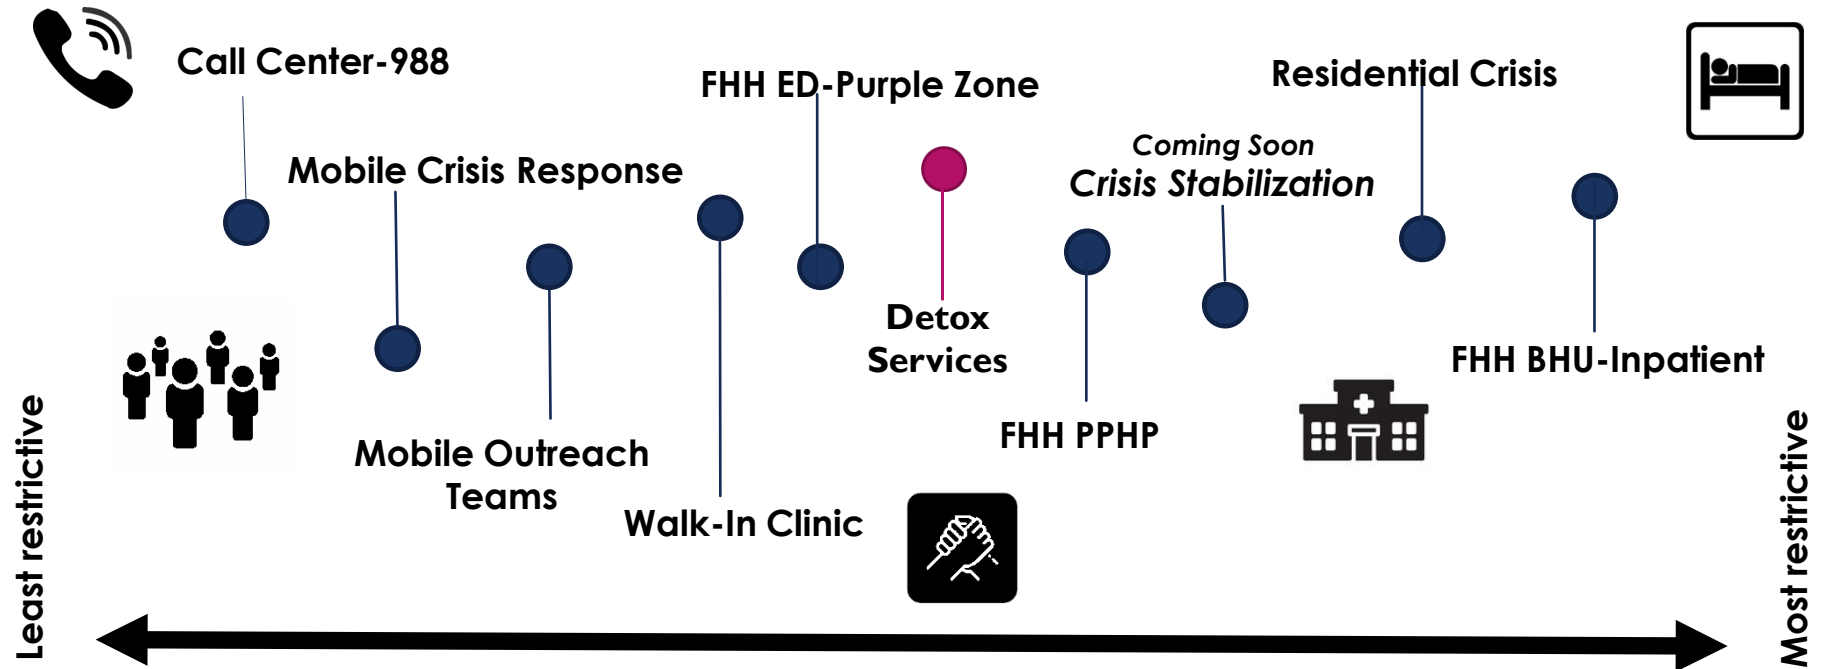 Call Center-988
Mobile Crisis Response
Mobile Outreach
Teams
Walk-In Clinic
FHH ED-Purple Zone
Detox
Services
FHH PPHP
Coming Soon
Crisis Stabilization
Residential Crisis
FHH BHU-Inpatient
Least restrictive
Most restrictive